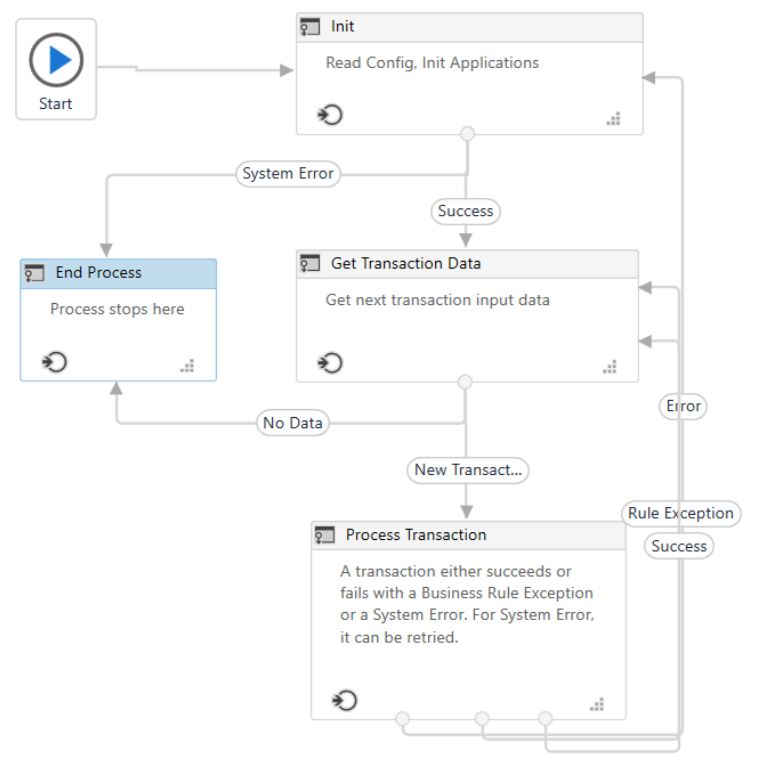 Init
Read Config, Init Applications
Start
System Error
Success
End Process
Process stops here
Get Transaction Data
Get next transaction input data
No Data
Error
New Transact...
Rule Exception
Success
Process Transaction
A transaction either succeeds or
fails with a Business Rule Exception
or a System Error. For System Error,
it can be retried.